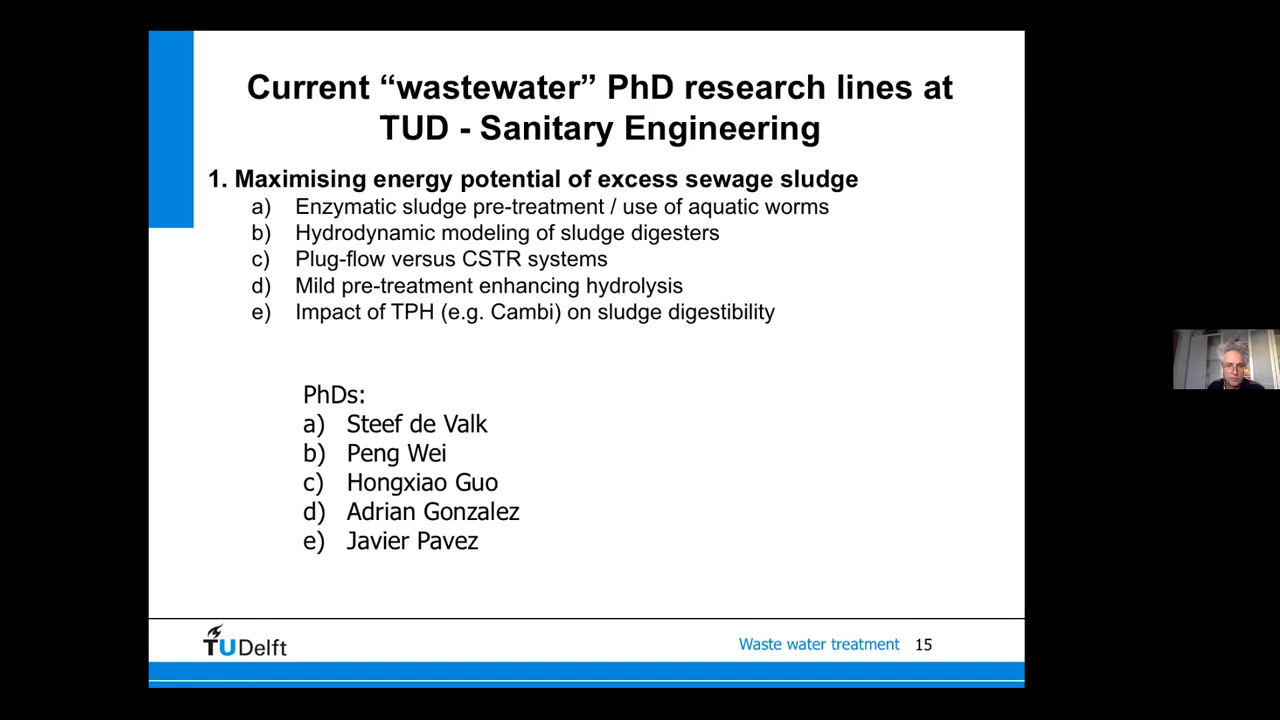 Current “wastewater” PhD research lines at
TUD - Sanitary Engineering
1. Maximising energy potential of excess sewage sludge
a) Enzymatic sludge pre-treatment / use of aquatic worms
b) Hydrodynamic modeling of sludge digesters
c) Plug-flow versus CSTR systems
d) Mild pre-treatment enhancing hydrolysis
e) Impact of TPH (e.g. Cambi) on sludge digestibility
PhDs:
a) Steef de Valk
b) Peng Wei
c) Hongxiao Guo
d) Adrian Gonzalez
e) Javier Pavez
TU Delft
Waste water treatment 15